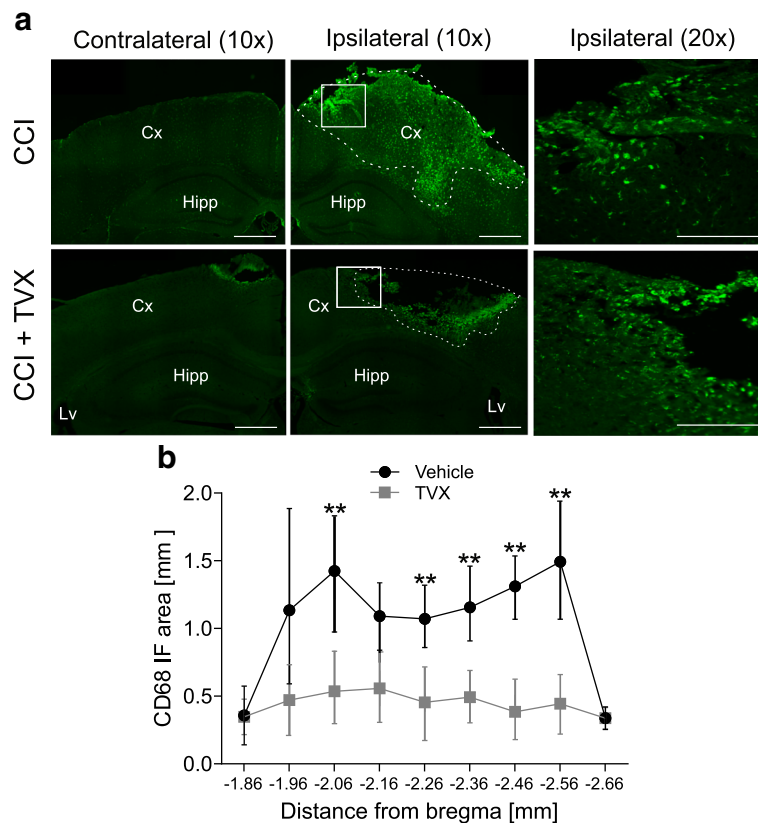 a
Contralateral (10x) Ipsilateral (10x) Ipsilateral (20x)
CCI
Cx
Hipp
Cx
Hipp
CCI + TVX
Cx
Hipp
Lv
Cx
Hipp
Lv
b
Vehicle
TVX
CD68 IF area [mm ]
2.0
1.5
1.0
0.5
0.0
**
**
**
**
**
-1.86 -1.96 -2.06 -2.16 -2.26 -2.36 -2.46 -2.56 -2.66
Distance from bregma [mm]